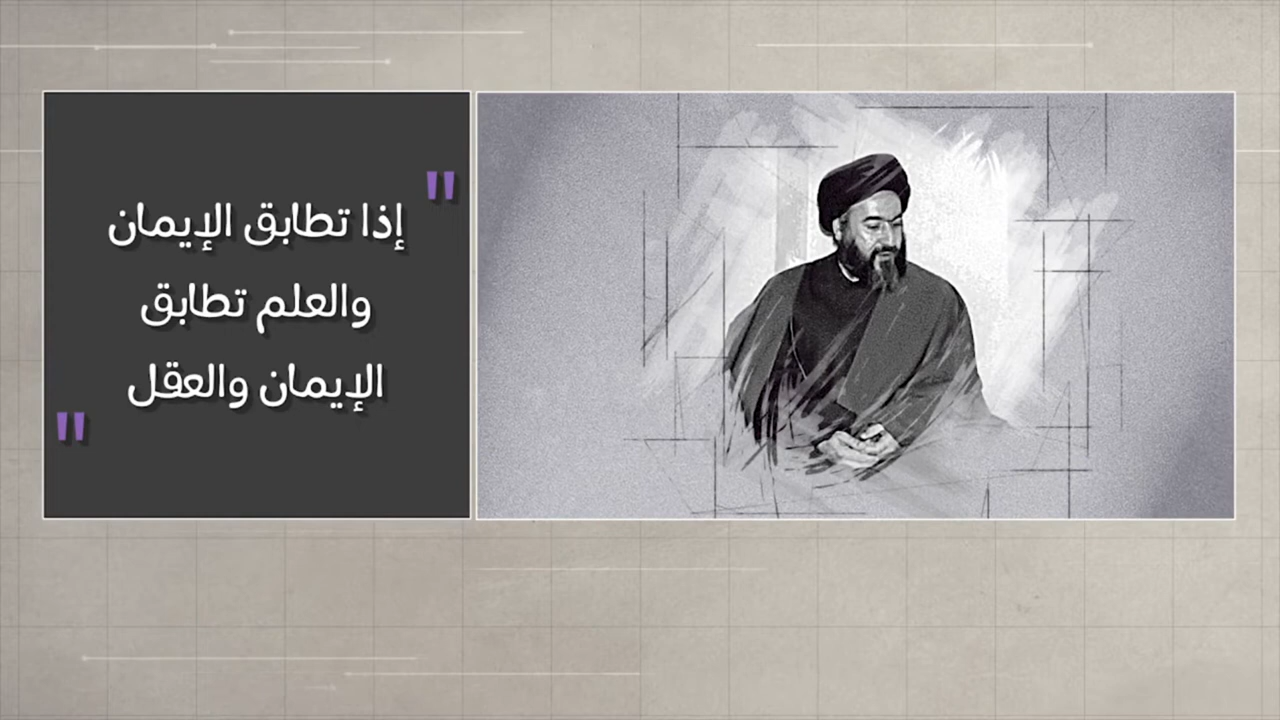 "إذا تطابق الإيمان
والعلم تطابق
الإيمان والعقل"